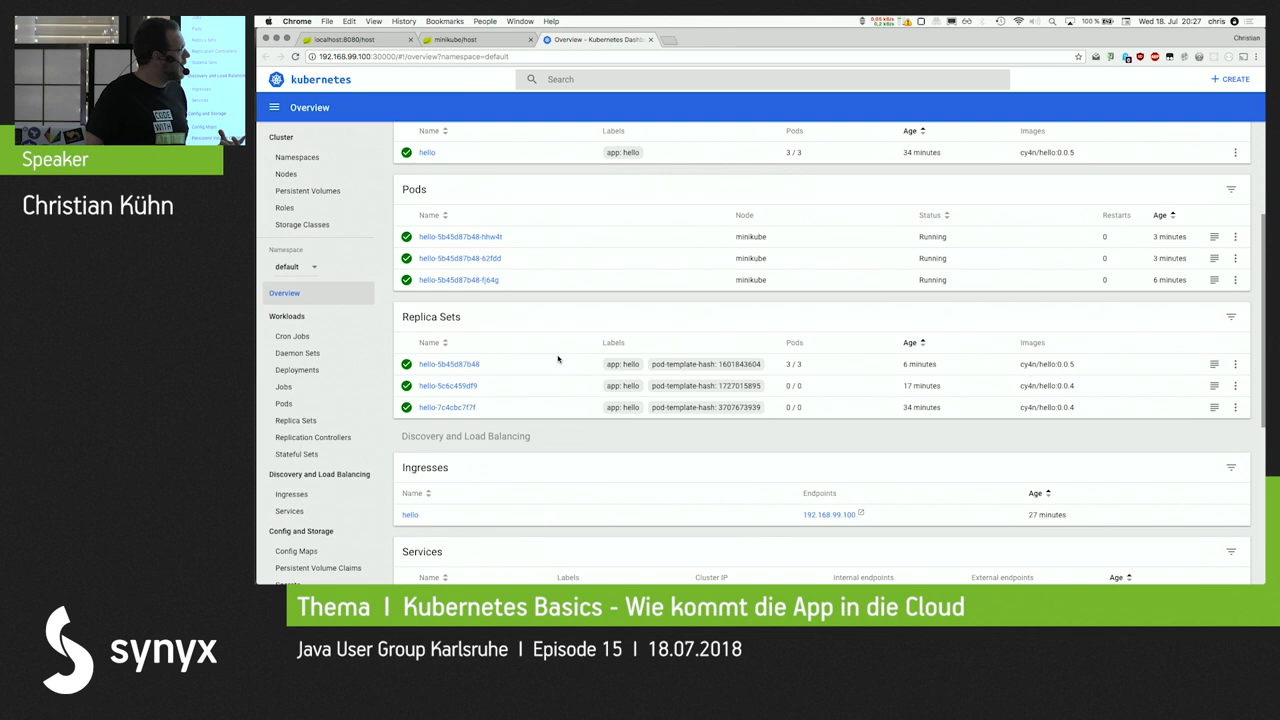 Chrome File Edit View History Bookmarks People Window Help
100 % Wed 18. Jul 20:27 chris
localhost:8080/host
minikube/host
Overview - Kubernetes Dashb
Christian
192.168.99.100:30000/#!/overview?namespace=default
kubernetes
Search
+ CREATE
Overview
Cluster
Namespaces
Nodes
Persistent Volumes
Roles
Storage Classes
Namespace
default
Overview
Workloads
Cron Jobs
Daemon Sets
Deployments
Jobs
Pods
Replica Sets
Replication Controllers
Stateful Sets
Discovery and Load Balancing
Ingresses
Services
Config and Storage
Config Maps
Persistent Volume Claims
Name Labels Pods Age Images
hello app: hello 3 / 3 34 minutes cy4n/hello:0.0.5
Pods
Name Node Status Restarts Age
hello-5b45d87b48-hhw4t minikube Running 0 3 minutes
hello-5b45d87b48-62fdd minikube Running 0 3 minutes
hello-5b45d87b48-fj64g minikube Running 0 6 minutes
Replica Sets
Name Labels Pods Age Images
hello-5b45d87b48 app: hello pod-template-hash: 1601843604 3 / 3 6 minutes cy4n/hello:0.0.5
hello-5c6c459df9 app: hello pod-template-hash: 1727015895 0 / 0 17 minutes cy4n/hello:0.0.4
hello-7c4cbc7f7f app: hello pod-template-hash: 3707673939 0 / 0 34 minutes cy4n/hello:0.0.4
Discovery and Load Balancing
Ingresses
Name Endpoints Age
hello 192.168.99.100 27 minutes
Services
Name Labels Cluster IP Internal endpoints External endpoints Age
CODE
WITH
Speaker
Christian Kühn
synyx
Thema | Kubernetes Basics - Wie kommt die App in die Cloud
Java User Group Karlsruhe | Episode 15 | 18.07.2018